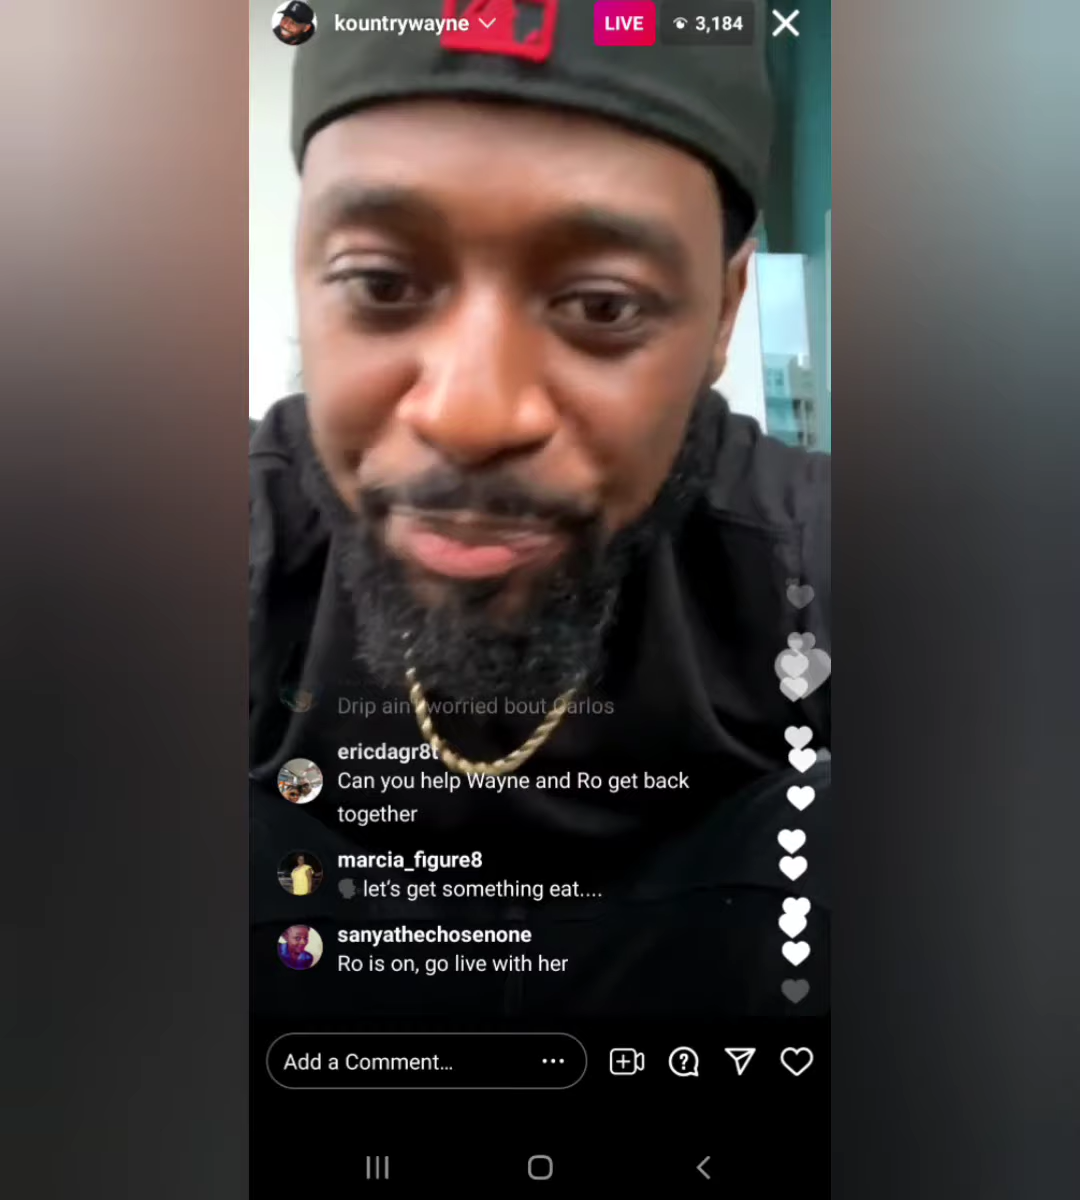 kountrywayne
LIVE
3,184
Drip ain worried bout Carlos
ericdagr8t
Can you help Wayne and Ro get back
together
marcia_figure8
let's get something eat....
sanyathechosenone
Ro is on, go live with her
Add a Comment...